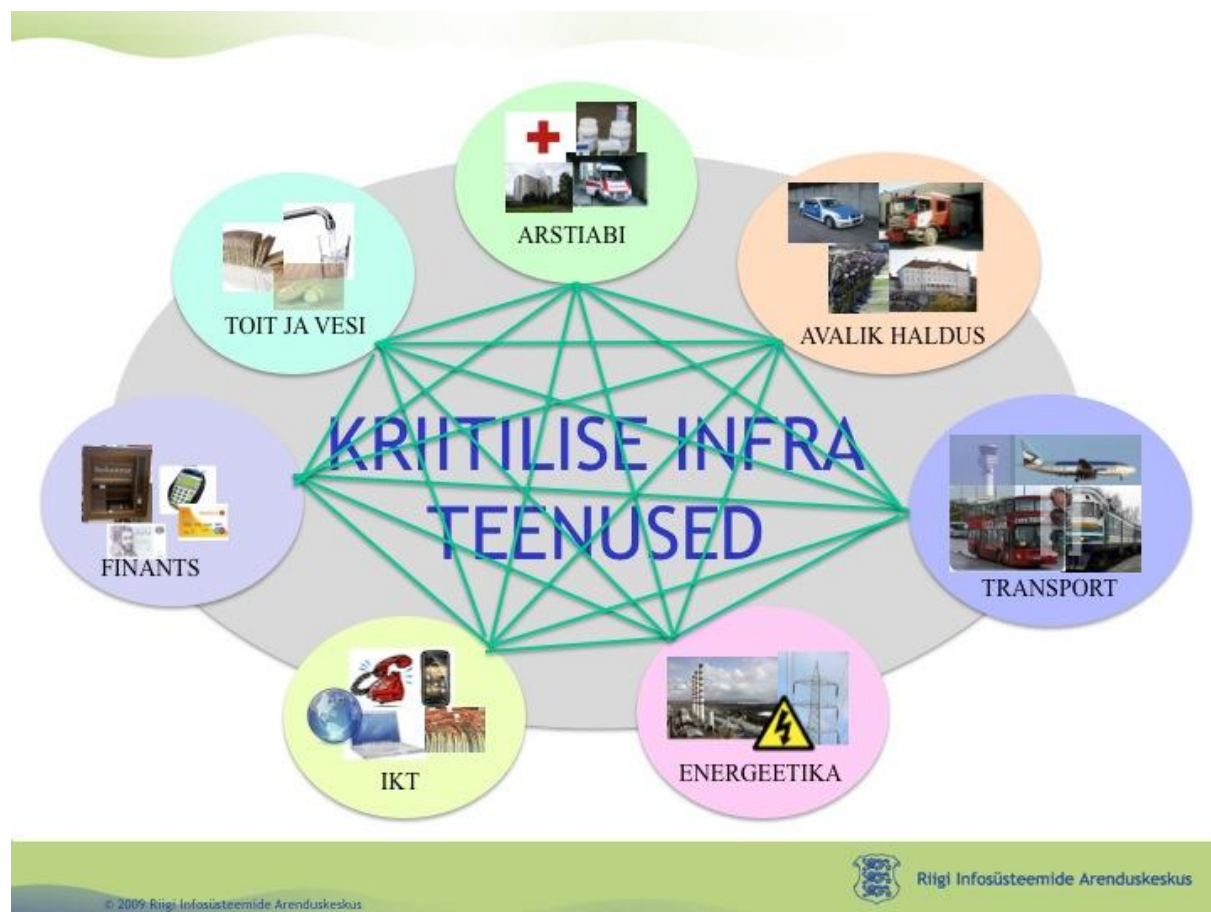 ARSTIABI
TOIT JA VESI
AVALIK HALDUS
KRIITILISE INFRA
TEENUSED
FINANTS
TRANSPORT
IKT
ENERGEETIKA
Riigi Infosüsteemide Arenduskeskus
© 2009 Riigi Infosüsteemide Arenduskeskus